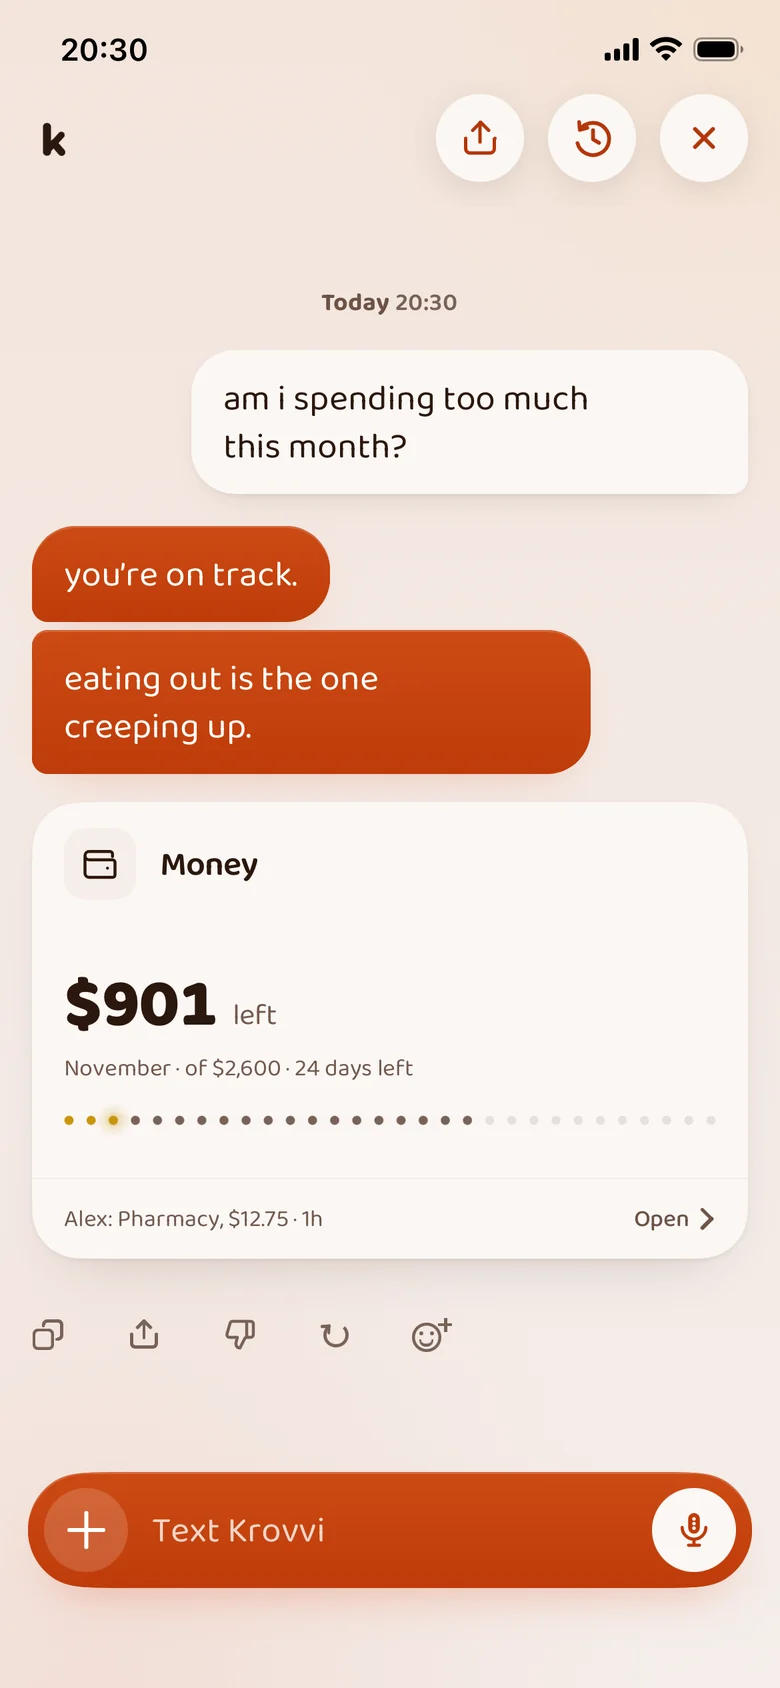 20:30
k
Today 20:30
am i spending too much
this month?
you're on track.
eating out is the one
creeping up.
Money
$901 left
November · of $2,600 · 24 days left
Alex: Pharmacy, $12.75 · 1h
Open
Text Krovvi